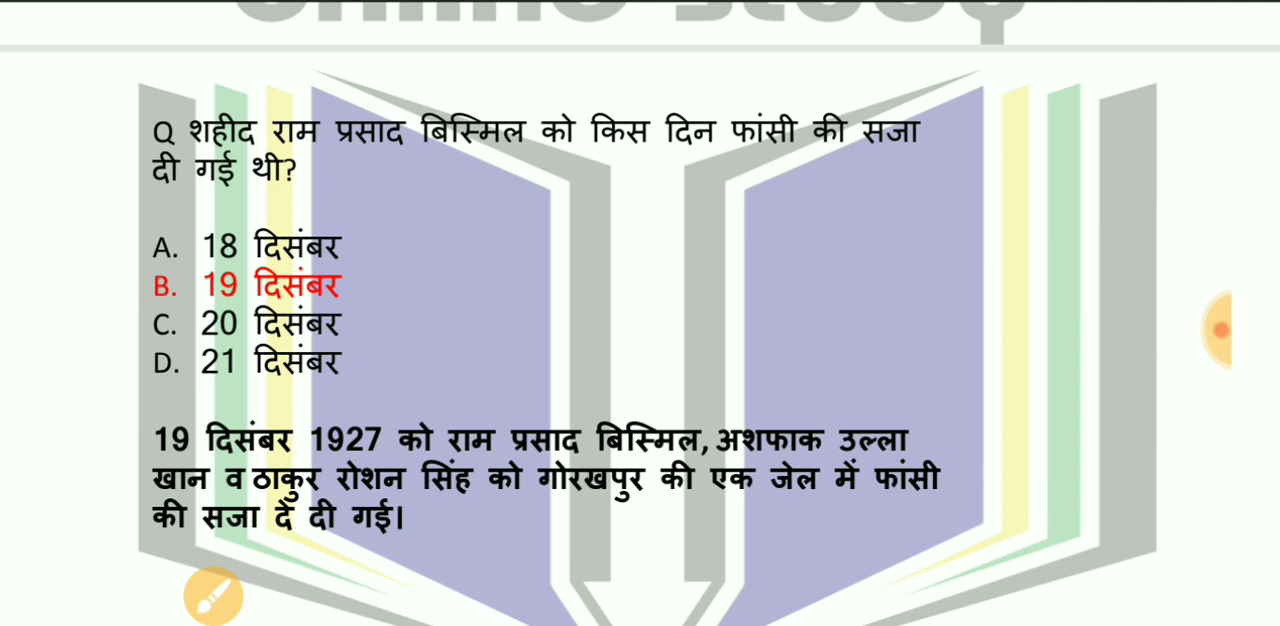 Q शहीद राम प्रसाद बिस्मिल को किस दिन फांसी की सजा
दी गई थी?
A. 18 दिसंबर
B. 19 दिसंबर
C. 20 दिसंबर
D. 21 दिसंबर
19 दिसंबर 1927 को राम प्रसाद बिस्मिल, अशफाक उल्ला
खान व ठाकुर रोशन सिंह को गोरखपुर की एक जेल में फांसी
की सजा दे दी गई।